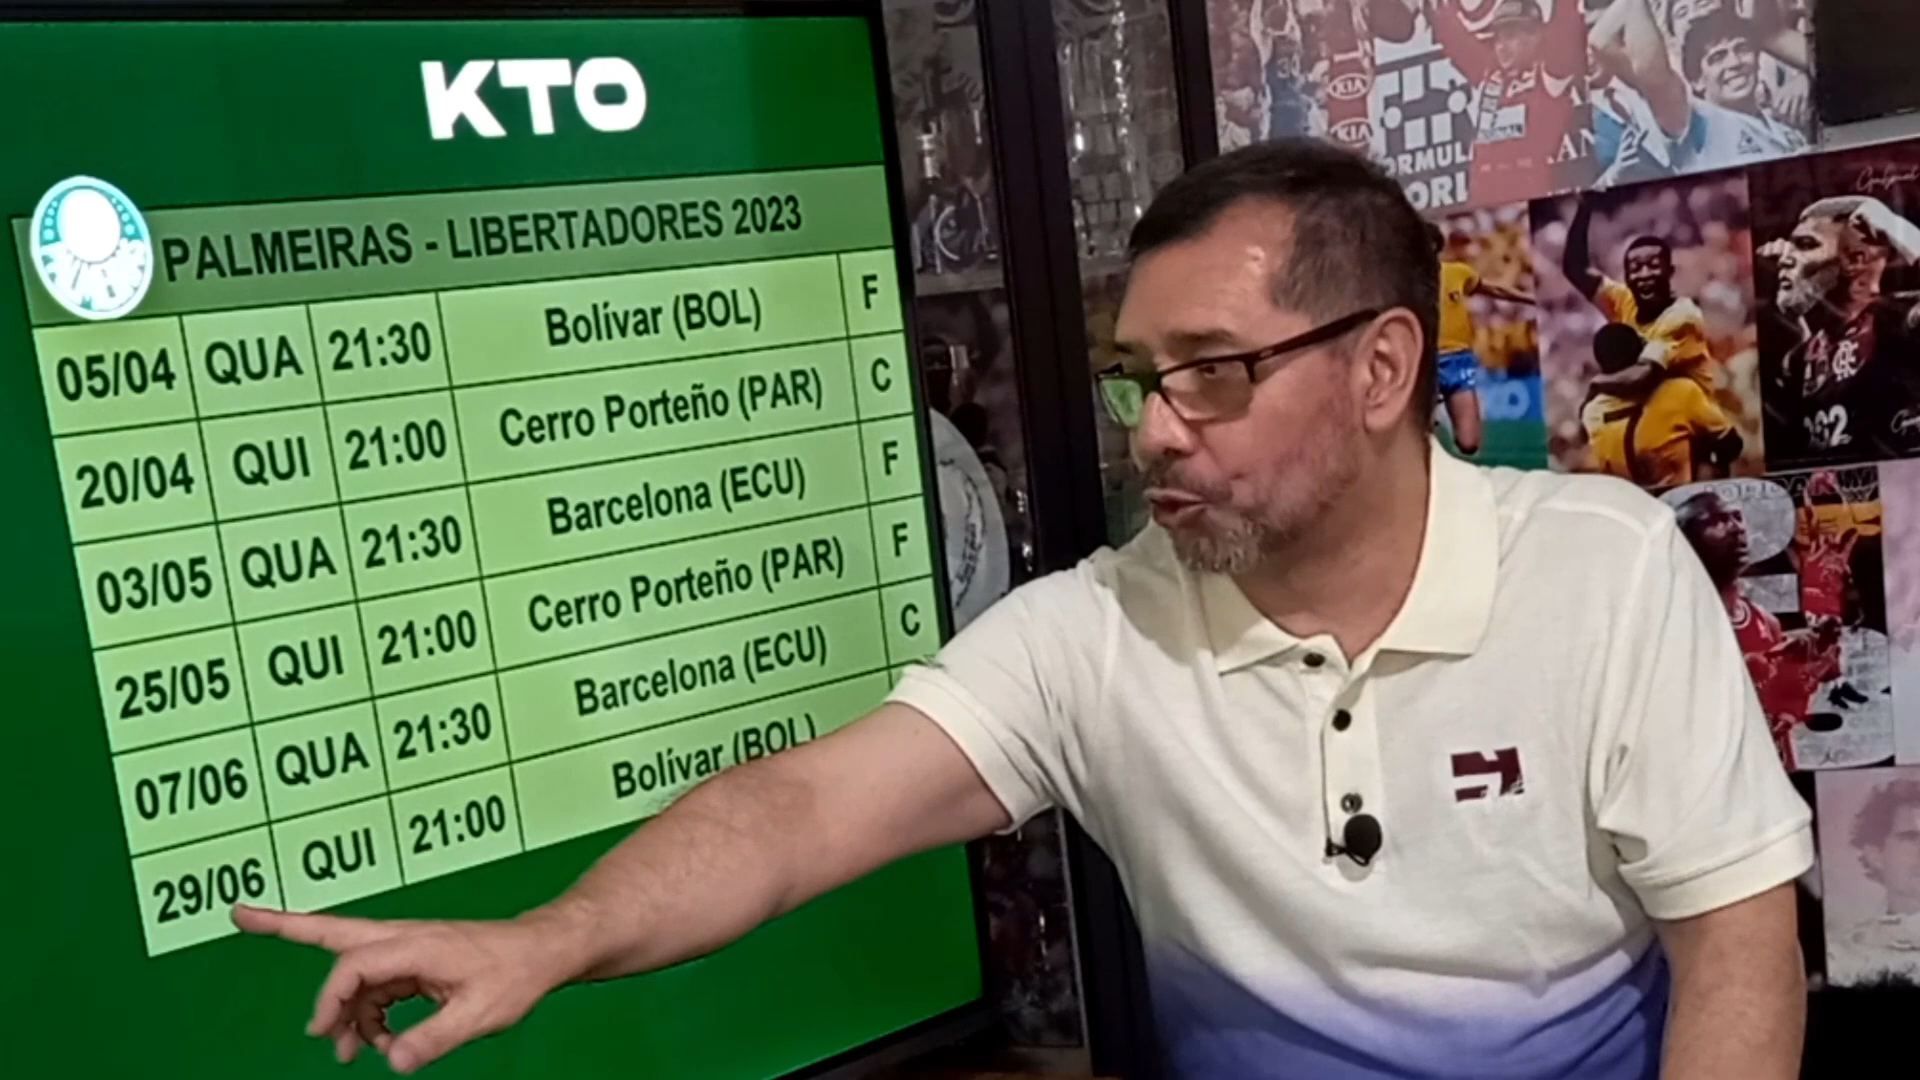 KTO
PALMEIRAS - LIBERTADORES 2023
05/04 QUA 21:30 Bolívar (BOL) F
20/04 QUI 21:00 Cerro Porteño (PAR) C
03/05 QUA 21:30 Barcelona (ECU) F
25/05 QUI 21:00 Cerro Porteño (PAR) F
07/06 QUA 21:30 Barcelona (ECU) C
29/06 QUI 21:00 Bolívar (BOL)
KIA
KIA